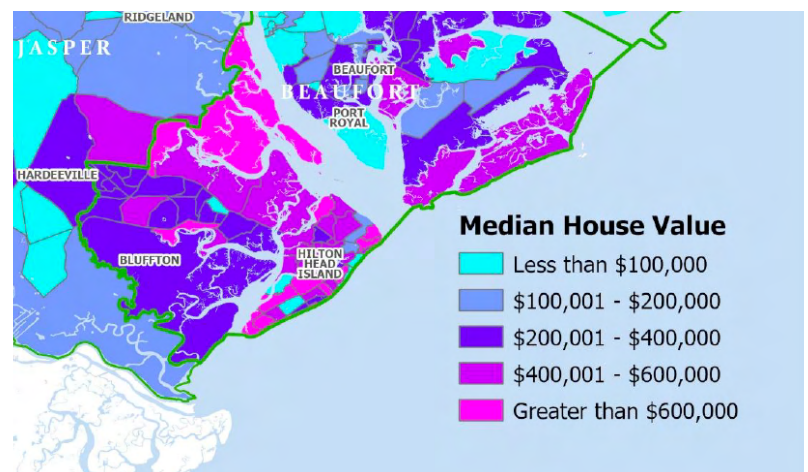 RIDGELAND
JASPER
BEAUFORT
BEAUFORT
PORT
ROYAL
HARDEEVILLE
BLUFFTON
HILTON
HEAD
ISLAND
Median House Value
Less than $100,000
$100,001 - $200,000
$200,001 - $400,000
$400,001 - $600,000
Greater than $600,000